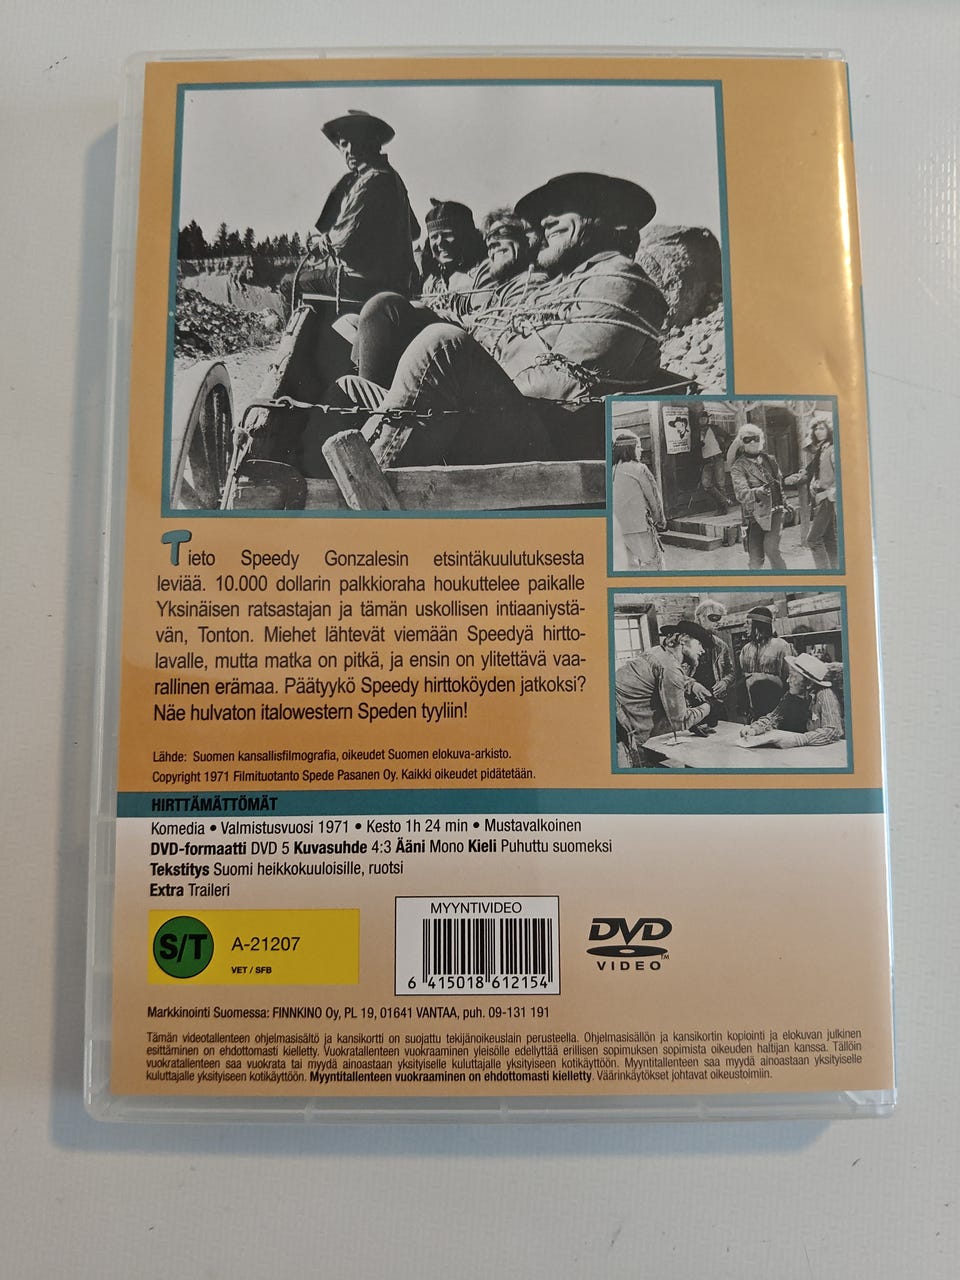 Tieto Speedy Gonzalesin etsintäkuulutuksesta
leviää. 10.000 dollarin palkkioraha houkuttelee paikalle
Yksinäisen ratsastajan ja tämän uskollisen intiaaniystä-
vän, Tonton. Miehet lähtevät viemään Speedyä hirtto-
lavalle, mutta matka on pitkä, ja ensin on ylitettävä vaa-
rallinen erämaa. Päätyykö Speedy hirttoköyden jatkoksi?
Näe hulvaton italowestern Speden tyyliin!
Lähde: Suomen kansallisfilmografia, oikeudet Suomen elokuva-arkisto.
Copyright 1971 Filmituotanto Spede Pasanen Oy. Kaikki oikeudet pidätetään.
HIRTTÄMÄTTÖMÄT
Komedia • Valmistusvuosi 1971 • Kesto 1h 24 min • Mustavalkoinen
DVD-formaatti DVD 5 Kuvasuhde 4:3 Ääni Mono Kieli Puhuttu suomeksi
Tekstitys Suomi heikkokuuloisille, ruotsi
Extra Traileri
S/T A-21207
VET / SFB
MYYNTIVIDEO
6 415018 612154
DVD
VIDEO
TM
Markkinointi Suomessa: FINNKINO Oy, PL 19, 01641 VANTAA, puh. 09-131 191
Tämän videotallenteen ohjelmasisältö ja kansikortti on suojattu tekijänoikeuslain perusteella. Ohjelmasisällön ja kansikortin kopiointi ja elokuvan julkinen
esittäminen on ehdottomasti kielletty. Vuokratallenteen vuokraaminen yleisölle edellyttää erillisen sopimuksen sopimista oikeuden haltijan kanssa. Tällöin
vuokratallenteen saa vuokrata tai myydä ainoastaan yksityiselle kuluttajalle yksityiseen kotikäyttöön. Myyntitallenteen saa myydä ainoastaan yksityiselle
kuluttajalle yksityiseen kotikäyttöön. Myyntitallenteen vuokraaminen on ehdottomasti kielletty. Väärinkäytökset johtavat oikeustoimiin.